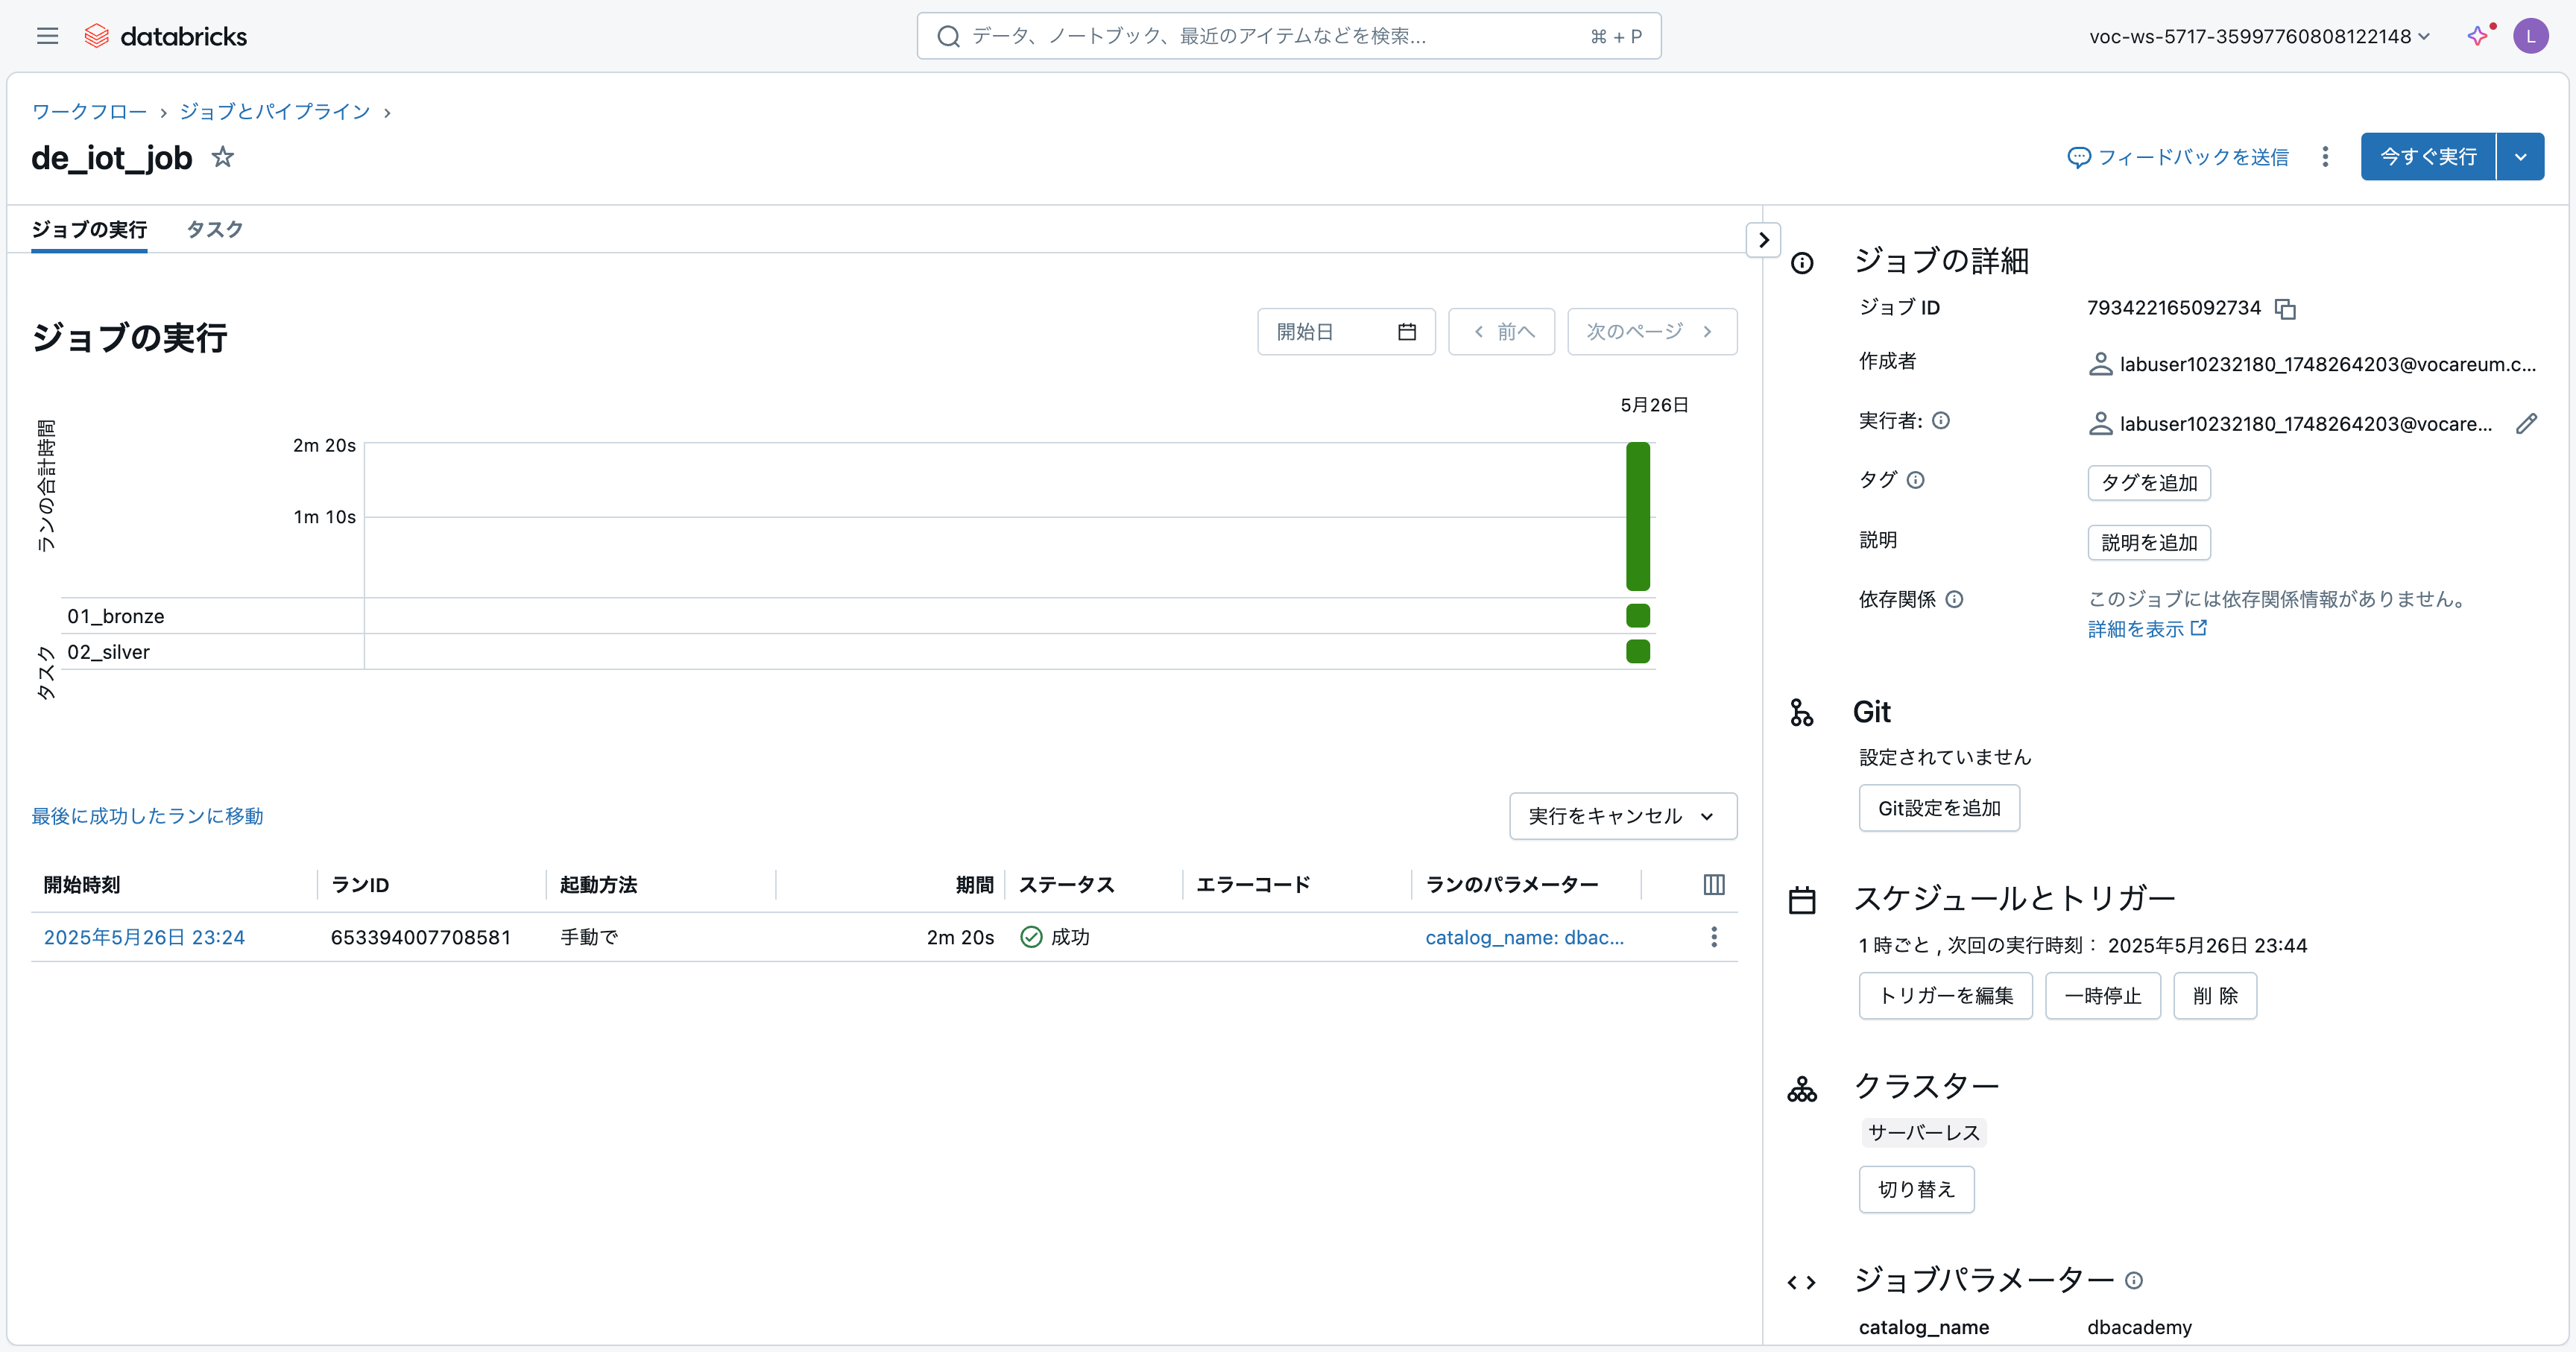 databricks
データ、ノートブック、最近のアイテムなどを検索...
⌘ + P
voc-ws-5717-35997760808122148
L
ワークフロー › ジョブとパイプライン ›
de_iot_job
フィードバックを送信
今すぐ実行
ジョブの実行
タスク
ジョブの実行
開始日
前へ
次のページ
5月26日
ランの合計時間
2m 20s
1m 10s
タスク
01_bronze
02_silver
最後に成功したランに移動
実行をキャンセル
開始時刻 ランID 起動方法 期間 ステータス エラーコード ランのパラメーター
2025年5月26日 23:24 653394007708581 手動で 2m 20s 成功 catalog_name: dbac...
ジョブの詳細
ジョブ ID 793422165092734
作成者 labuser10232180_1748264203@vocareum.c...
実行者: labuser10232180_1748264203@vocare...
タグ タグを追加
説明 説明を追加
依存関係 このジョブには依存関係情報がありません。
詳細を表示
Git
設定されていません
Git設定を追加
スケジュールとトリガー
1 時ごと , 次回の実行時刻： 2025年5月26日 23:44
トリガーを編集 一時停止 削 除
クラスター
サーバーレス
切り替え
ジョブパラメーター
catalog_name dbacademy